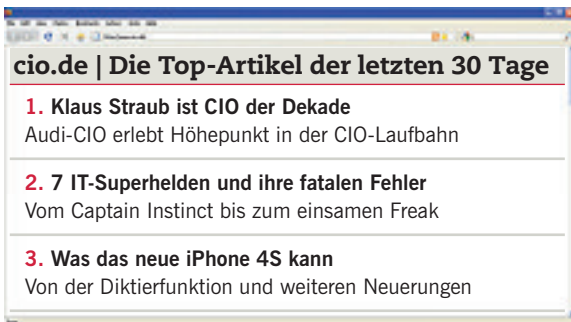 cio.de | Die Top-Artikel der letzten 30 Tage
1. Klaus Straub ist CIO der Dekade
Audi-CIO erlebt Höhepunkt in der CIO-Laufbahn
2. 7 IT-Superhelden und ihre fatalen Fehler
Vom Captain Instinct bis zum einsamen Freak
3. Was das neue iPhone 4S kann
Von der Diktierfunktion und weiteren Neuerungen